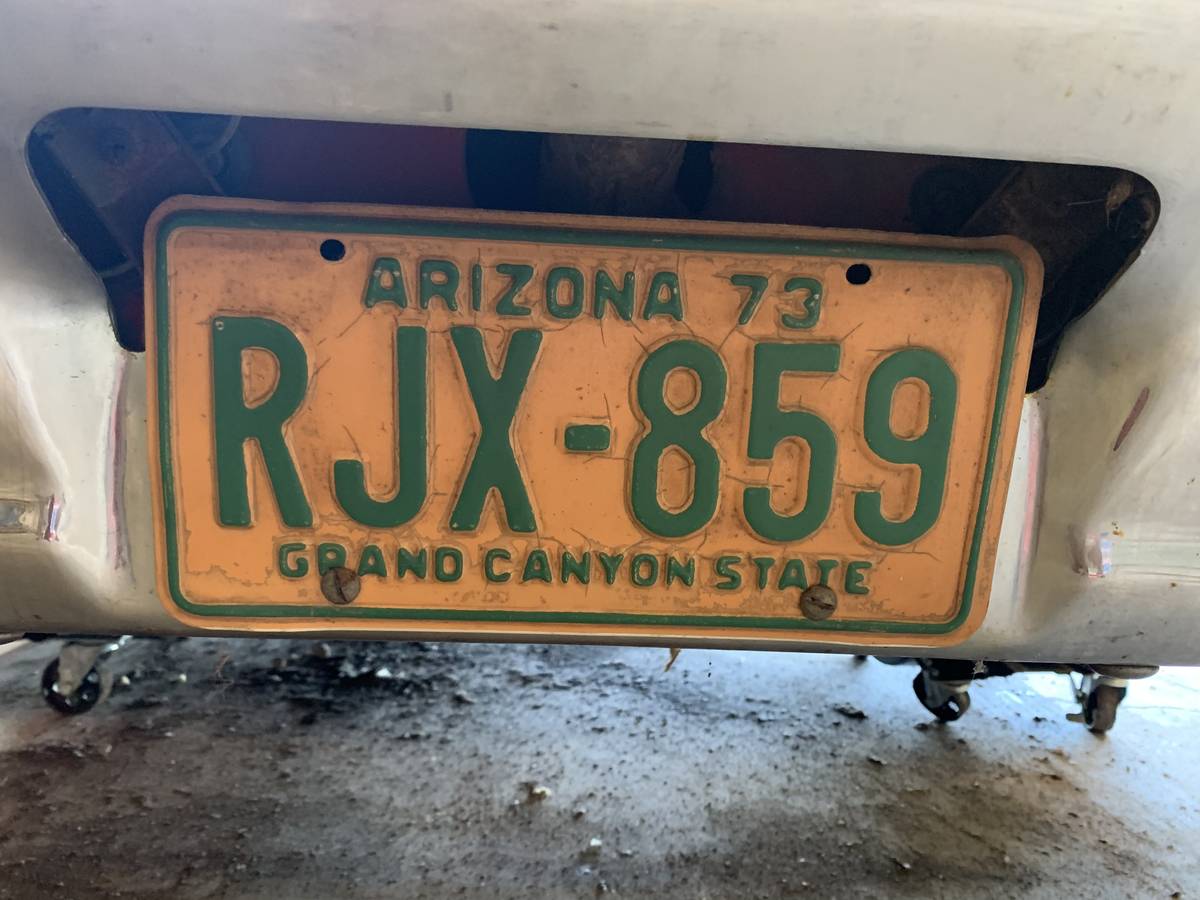 ARIZONA 73
RJX-859
GRAND CANYON STATE